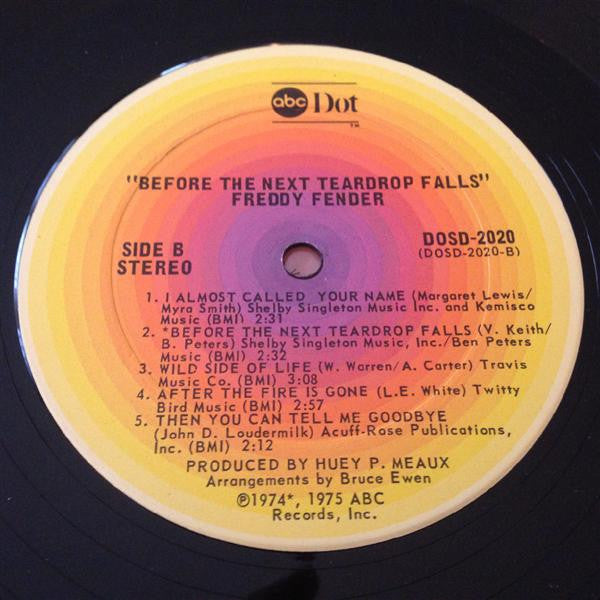 abc Dot
TM
"BEFORE THE NEXT TEARDROP FALLS"
FREDDY FENDER
SIDE B
STEREO
DOSD-2020
(DOSD-2020-B)
1. I ALMOST CALLED YOUR NAME (Margaret Lewis/
Myra Smith) Shelby Singleton Music Inc. and Kemisco
Music (BMI) 2:31
2. *BEFORE THE NEXT TEARDROP FALLS (V. Keith/
B. Peters) Shelby Singleton Music, Inc./Ben Peters
Music (BMI) 2:32
3. WILD SIDE OF LIFE (W. Warren/A. Carter) Travis
Music Co. (BMI) 3:08
4. AFTER THE FIRE IS GONE (L.E. White) Twitty
Bird Music (BMI) 2:57
5. THEN YOU CAN TELL ME GOODBYE
(John D. Loudermilk) Acuff-Rose Publications,
Inc. (BMI) 2:12
PRODUCED BY HUEY P. MEAUX
Arrangements by Bruce Ewen
℗1974*, 1975 ABC
Records, Inc.